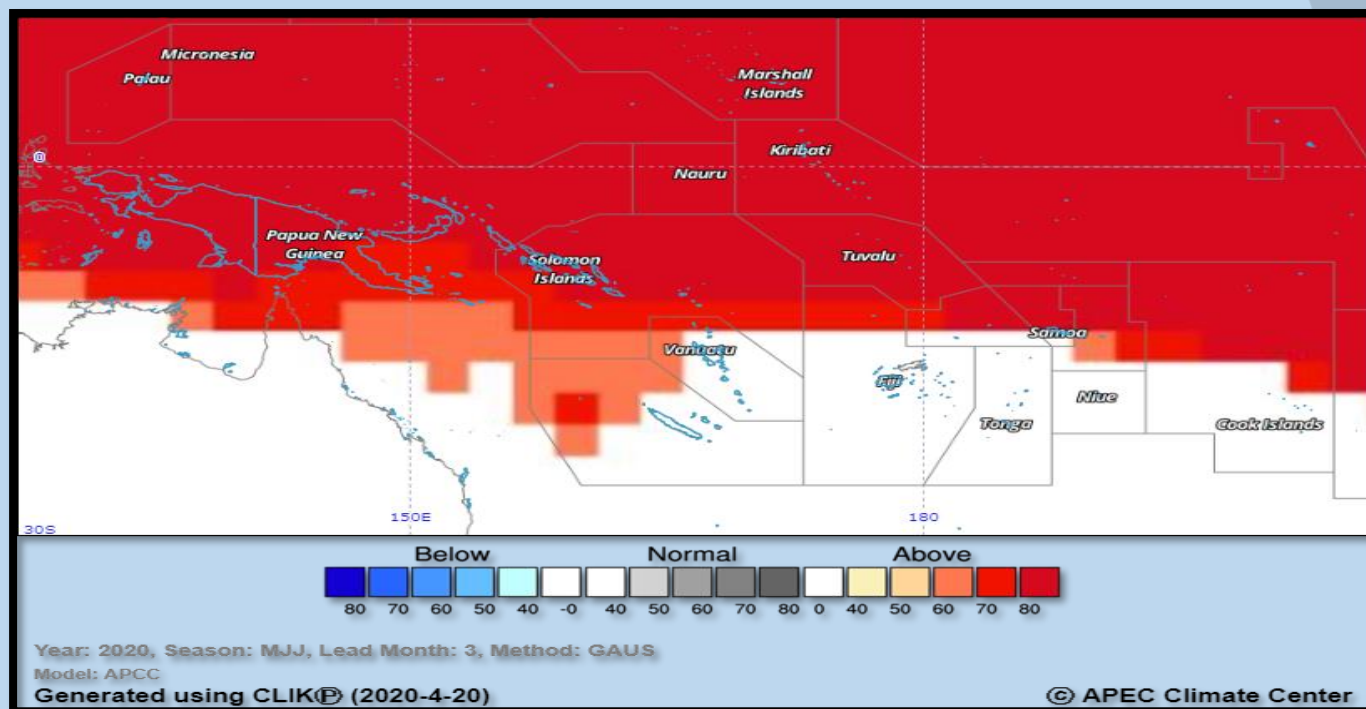 Micronesia
Palau
Marshall
Islands
@
Kiribati
Nauru
Papua New
Guinea
Solomon
Islands
Tuvalu
Samoa
Vanuatu
Fiji
Niue
Tonga
Cook Islands
150E
180
30S
Below Normal Above
80 70 60 50 40 -0 40 50 60 70 80 0 40 50 60 70 80
Year: 2020, Season: MJJ, Lead Month: 3, Method: GAUS
Model: APCC
Generated using CLIKⓅ (2020-4-20)
© APEC Climate Center